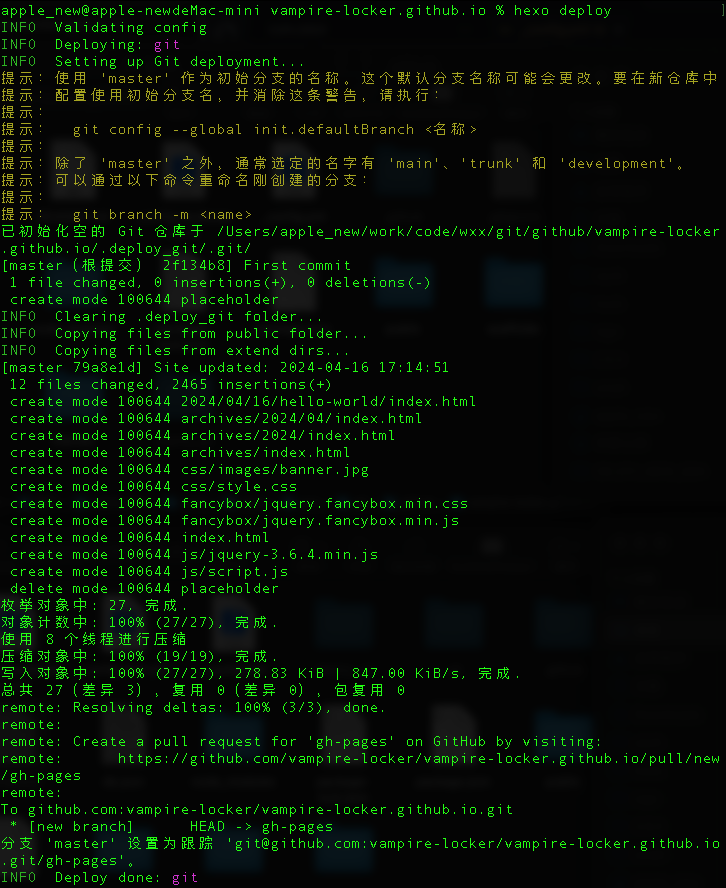 apple_new@apple-newdeMac-mini vampire-locker.github.io % hexo deploy
INFO  Validating config
INFO  Deploying: git
INFO  Setting up Git deployment...
提示：使用 'master' 作为初始分支的名称。这个默认分支名称可能会更改。要在新仓库中
提示：配置使用初始分支名，并消除这条警告，请执行：
提示：
提示：  git config --global init.defaultBranch <名称>
提示：
提示：除了 'master' 之外，通常选定的名字有 'main'、'trunk' 和 'development'。
提示：可以通过以下命令重命名刚创建的分支：
提示：
提示：  git branch -m <name>
已初始化空的 Git 仓库于 /Users/apple_new/work/code/wxx/git/github/vampire-locker
.github.io/.deploy_git/.git/
[master（根提交） 2f134b8] First commit
 1 file changed, 0 insertions(+), 0 deletions(-)
 create mode 100644 placeholder
INFO  Clearing .deploy_git folder...
INFO  Copying files from public folder...
INFO  Copying files from extend dirs...
[master 79a8e1d] Site updated: 2024-04-16 17:14:51
 12 files changed, 2465 insertions(+)
 create mode 100644 2024/04/16/hello-world/index.html
 create mode 100644 archives/2024/04/index.html
 create mode 100644 archives/2024/index.html
 create mode 100644 archives/index.html
 create mode 100644 css/images/banner.jpg
 create mode 100644 css/style.css
 create mode 100644 fancybox/jquery.fancybox.min.css
 create mode 100644 fancybox/jquery.fancybox.min.js
 create mode 100644 index.html
 create mode 100644 js/jquery-3.6.4.min.js
 create mode 100644 js/script.js
 delete mode 100644 placeholder
枚举对象中: 27, 完成.
对象计数中: 100% (27/27), 完成.
使用 8 个线程进行压缩
压缩对象中: 100% (19/19), 完成.
写入对象中: 100% (27/27), 278.83 KiB | 847.00 KiB/s, 完成.
总共 27（差异 3），复用 0（差异 0），包复用 0
remote: Resolving deltas: 100% (3/3), done.
remote:
remote: Create a pull request for 'gh-pages' on GitHub by visiting:
remote:      https://github.com/vampire-locker/vampire-locker.github.io/pull/new
/gh-pages
remote:
To github.com:vampire-locker/vampire-locker.github.io.git
 * [new branch]      HEAD -> gh-pages
分支 'master' 设置为跟踪 'git@github.com:vampire-locker/vampire-locker.github.io
.git/gh-pages'。
INFO  Deploy done: git